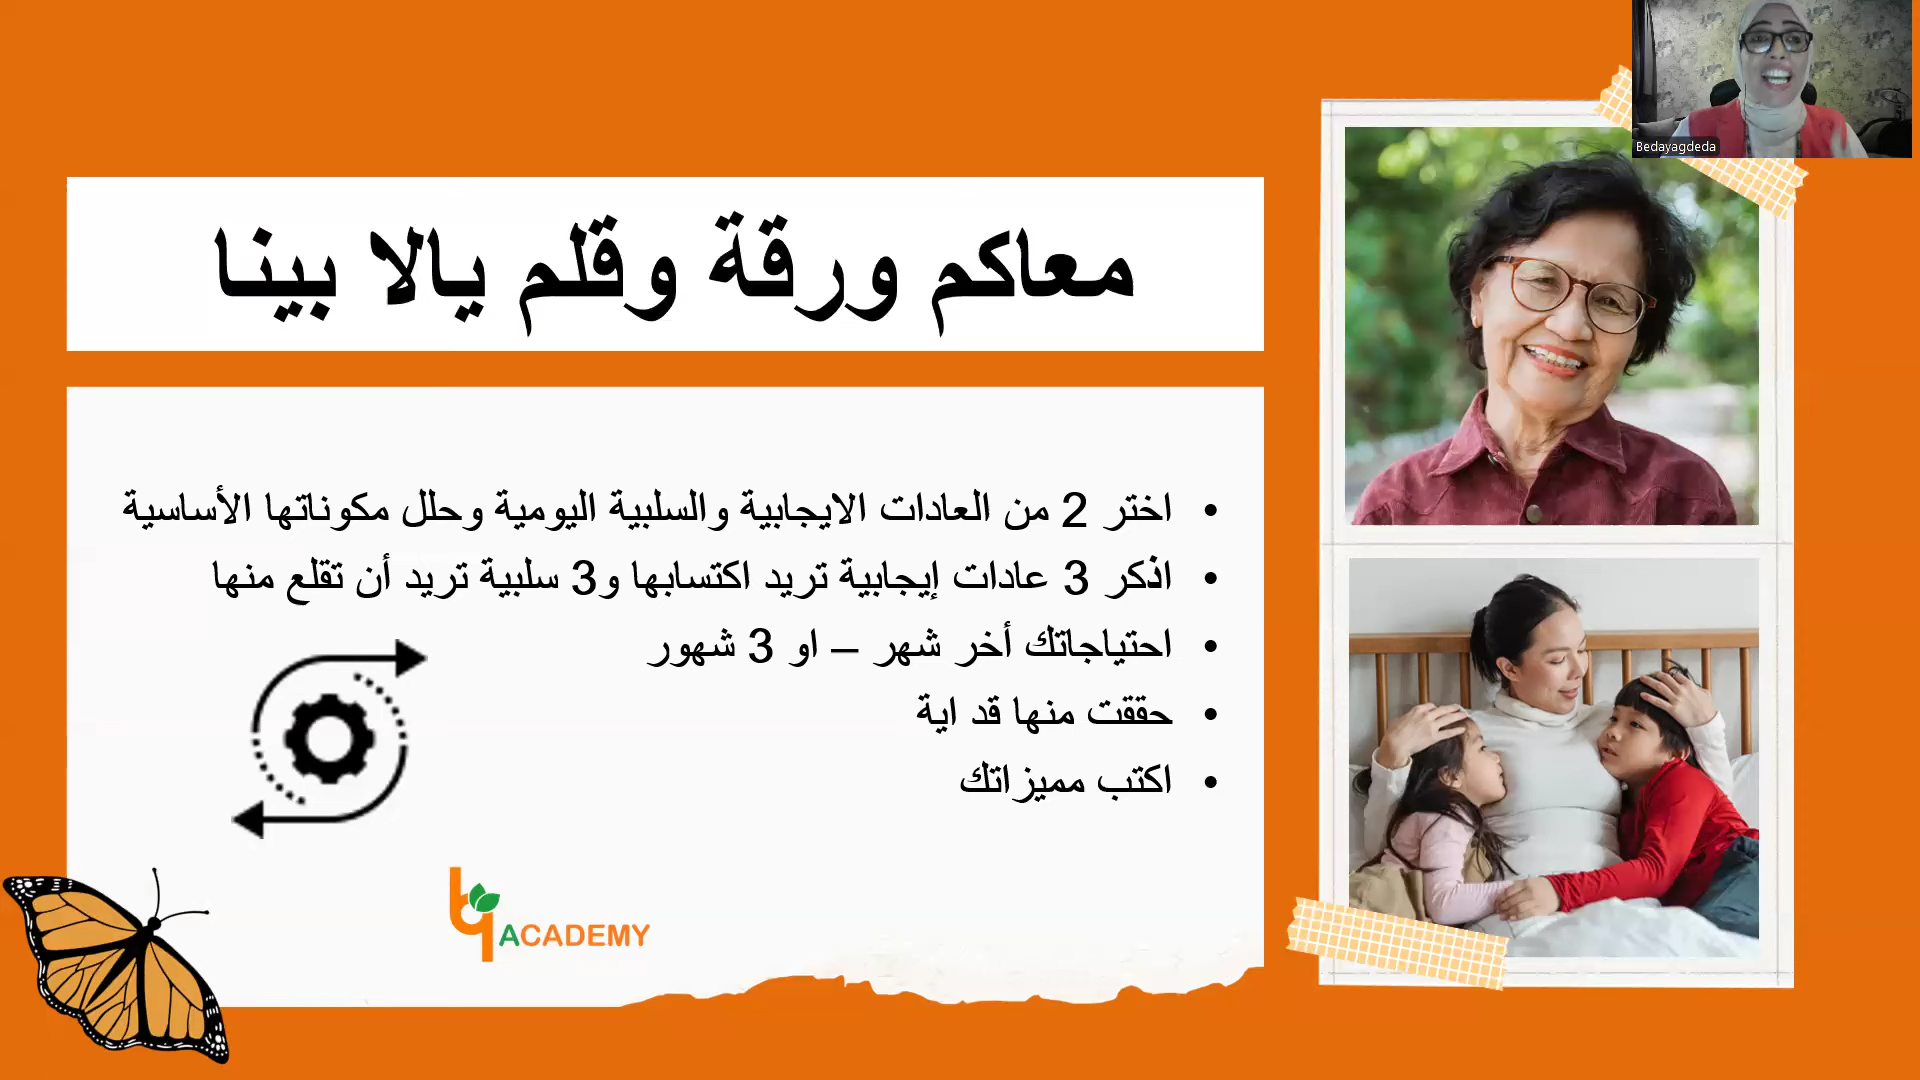 Bedayagdeda
معاكم ورقة وقلم يالا بينا
اختر 2 من العادات الايجابية والسلبية اليومية وحلل مكوناتها الأساسية
اذكر 3 عادات إيجابية تريد اكتسابها و3 سلبية تريد أن تقلع منها
احتياجاتك أخر شهر – او 3 شهور
حققت منها قد اية
اكتب مميزاتك
ACADEMY